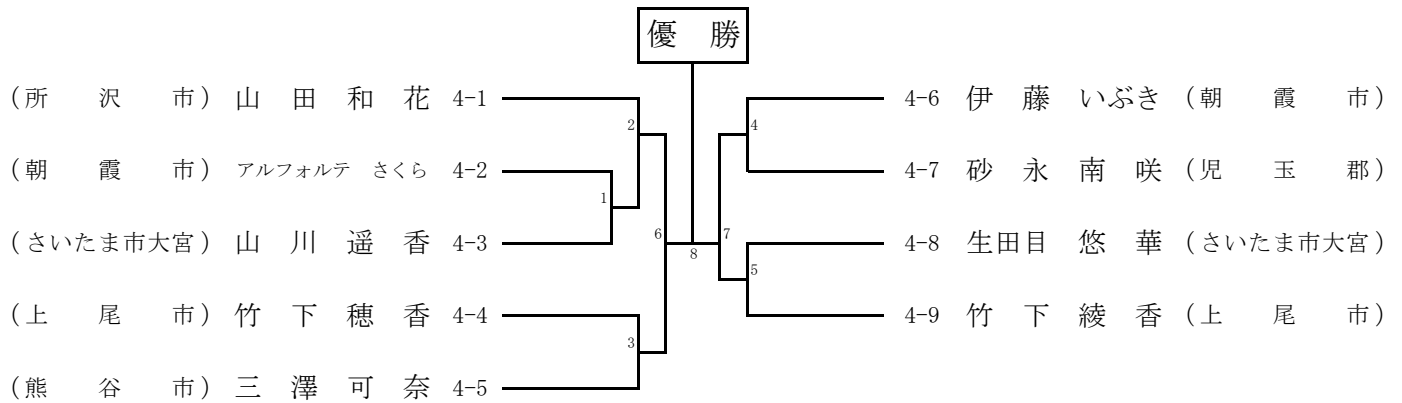 優 勝
(所 沢 市) 山 田 和 花 4-1
(朝 霞 市) アルフォルテ さくら 4-2
(さいたま市大宮) 山 川 遥 香 4-3
(上 尾 市) 竹 下 穂 香 4-4
(熊 谷 市) 三 澤 可 奈 4-5
2
1
6
3
8
4-6 伊 藤 いぶき (朝 霞 市)
4-7 砂 永 南 咲 (児 玉 郡)
4-8 生田目 悠 華 (さいたま市大宮)
4-9 竹 下 綾 香 (上 尾 市)
4
7
5